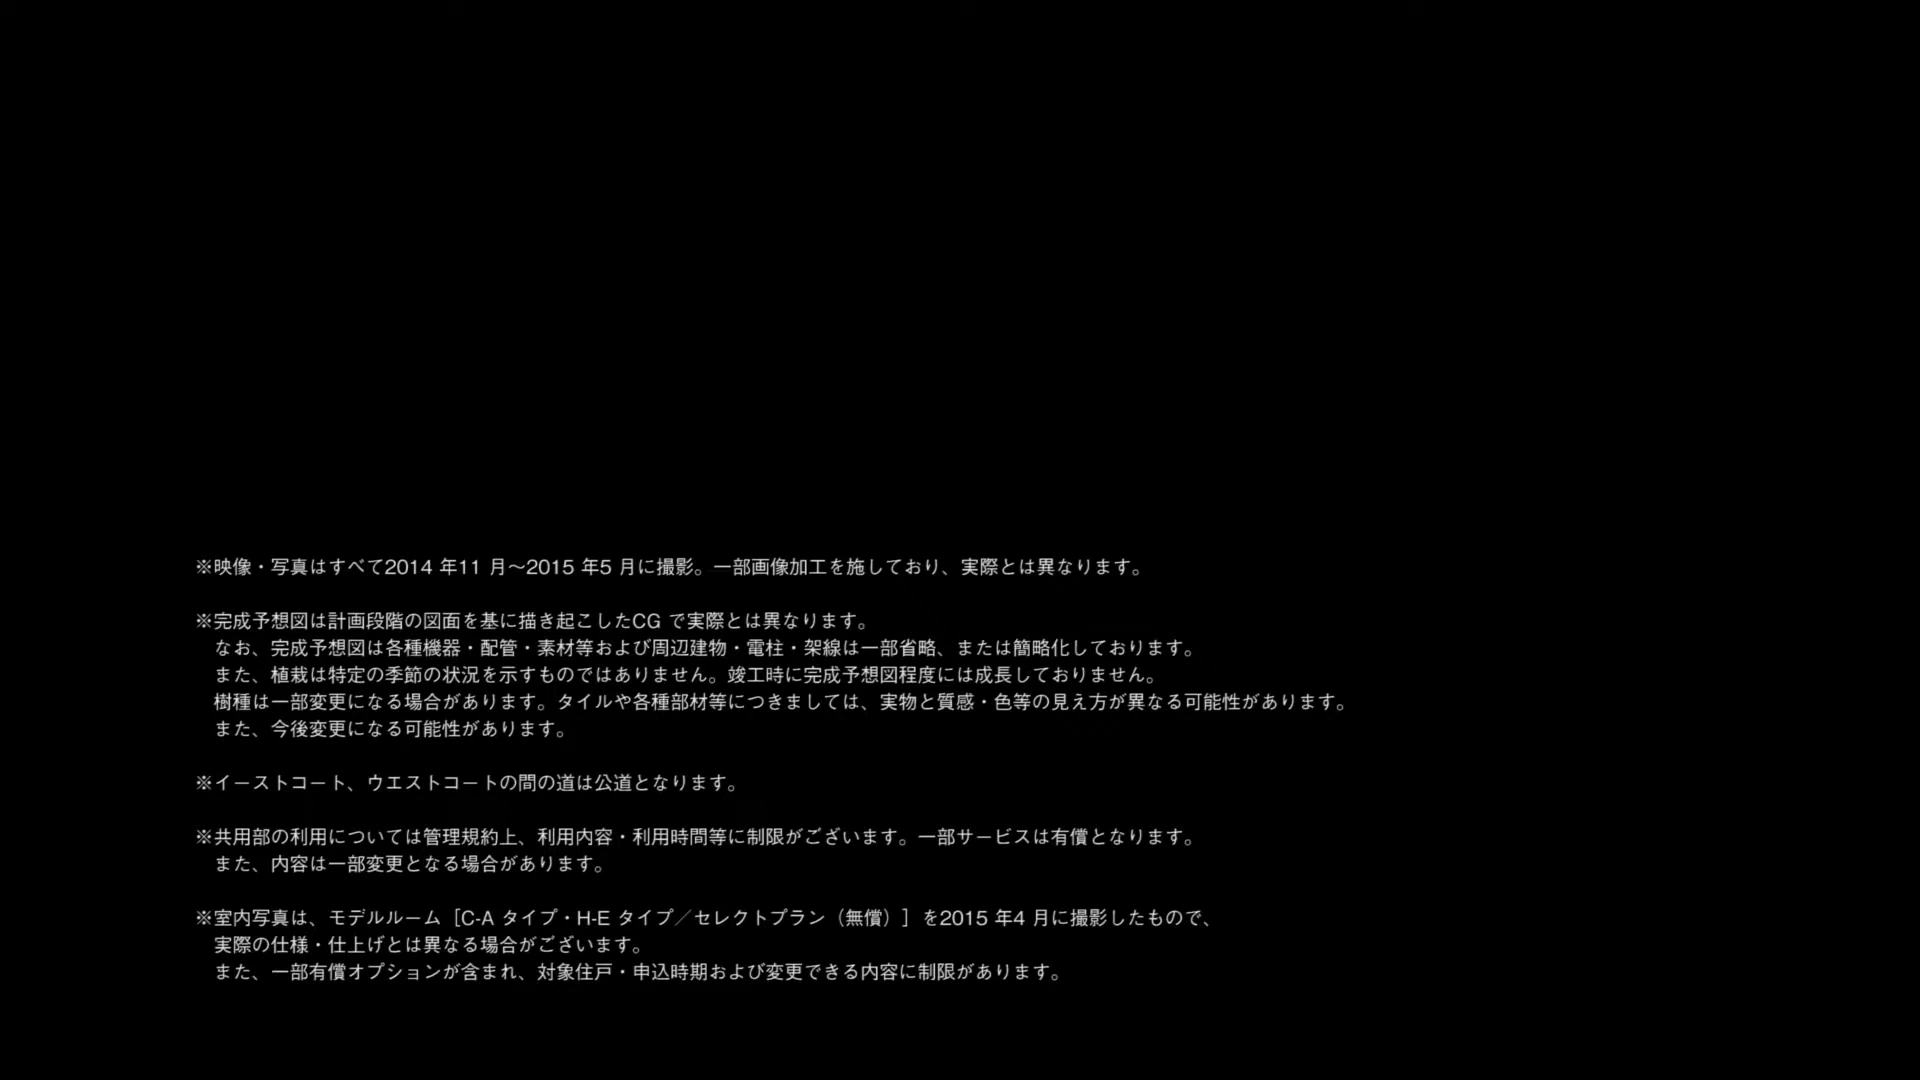 ※映像・写真はすべて2014 年11 月〜2015 年5 月に撮影。一部画像加工を施しており、実際とは異なります。
※完成予想図は計画段階の図面を基に描き起こしたCG で実際とは異なります。
なお、完成予想図は各種機器・配管・素材等および周辺建物・電柱・架線は一部省略、または簡略化しております。
また、植栽は特定の季節の状況を示すものではありません。竣工時に完成予想図程度には成長しておりません。
樹種は一部変更になる場合があります。タイルや各種部材等につきましては、実物と質感・色等の見え方が異なる可能性があります。
また、今後変更になる可能性があります。
※イーストコート、ウエストコートの間の道は公道となります。
※共用部の利用については管理規約上、利用内容・利用時間等に制限がございます。一部サービスは有償となります。
また、内容は一部変更となる場合があります。
※室内写真は、モデルルーム［C-A タイプ・H-E タイプ／セレクトプラン（無償）］を2015 年4 月に撮影したもので、
実際の仕様・仕上げとは異なる場合がございます。
また、一部有償オプションが含まれ、対象住戸・申込時期および変更できる内容に制限があります。